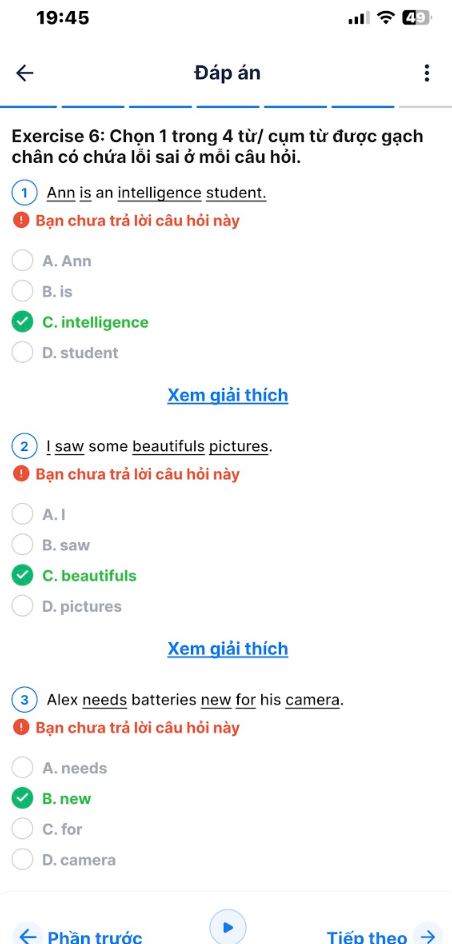 19:45
49
Đáp án
Exercise 6: Chọn 1 trong 4 từ/ cụm từ được gạch
chân có chứa lỗi sai ở mỗi câu hỏi.
1 Ann is an intelligence student.
! Bạn chưa trả lời câu hỏi này
A. Ann
B. is
C. intelligence
D. student
Xem giải thích
2 I saw some beautifuls pictures.
! Bạn chưa trả lời câu hỏi này
A. I
B. saw
C. beautifuls
D. pictures
Xem giải thích
3 Alex needs batteries new for his camera.
! Bạn chưa trả lời câu hỏi này
A. needs
B. new
C. for
D. camera
Phần trước
Tiếp theo